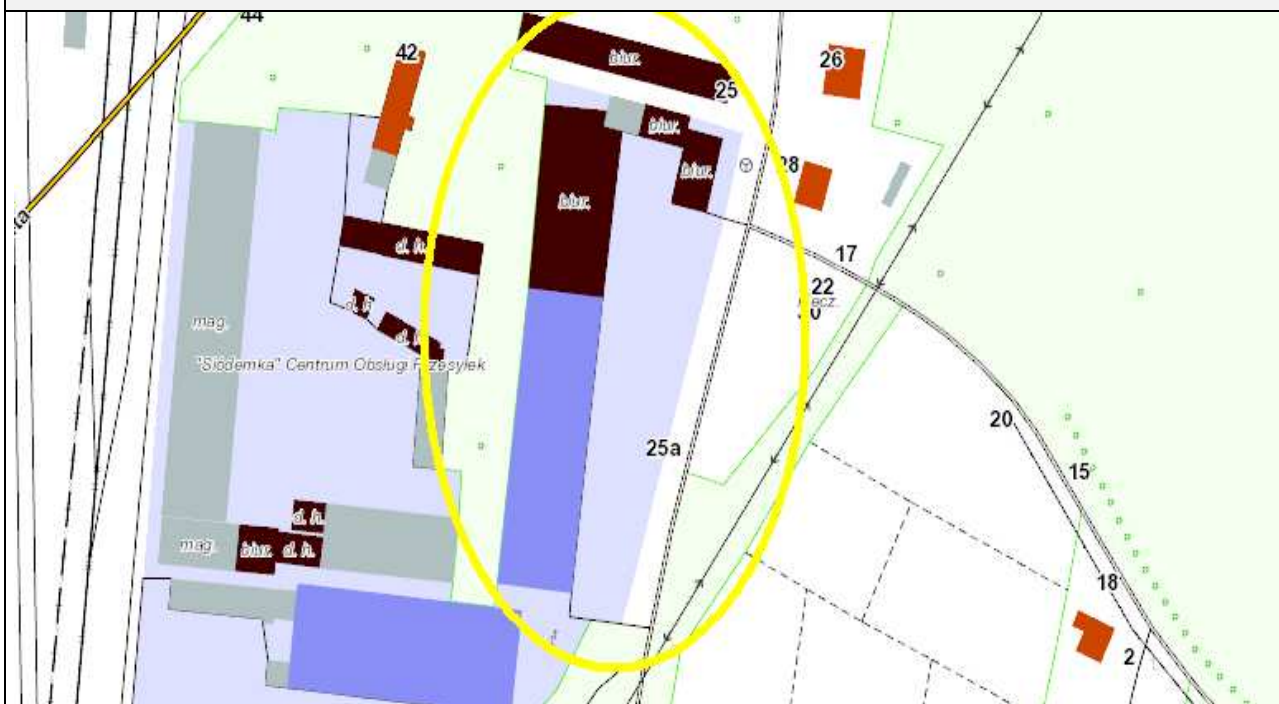 44
42
biur.
25
26
biur.
biur.
28
biur.
d. h.
17
22
d. h.
mag.
d. h.
"Siódemka" Centrum Obsługi Przesyłek
25a
20
15
d. h.
mag.
biur.
d. h.
18
2